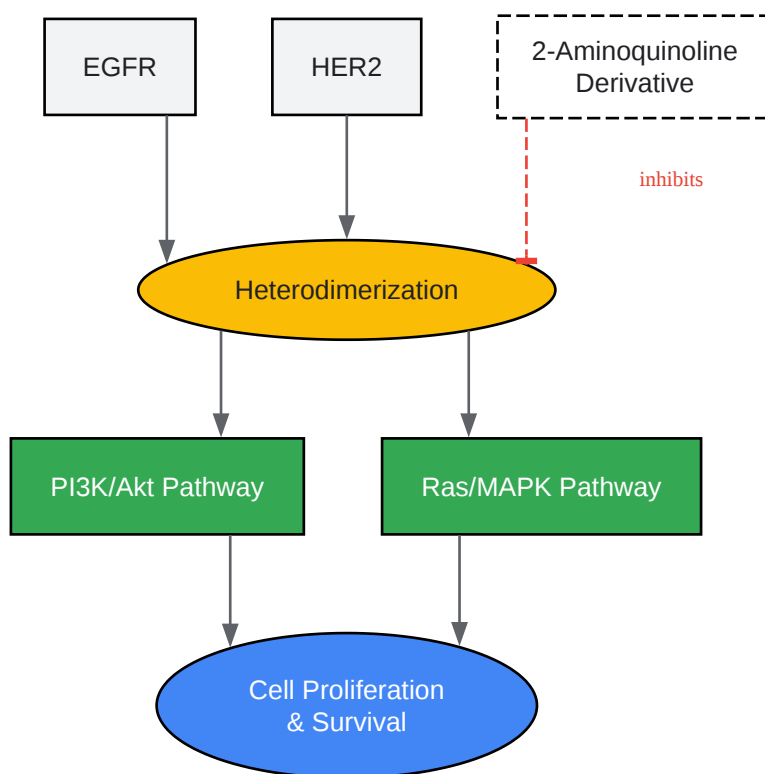 EGFR
HER2
2-Aminoquinoline
Derivative
inhibits
Heterodimerization
PI3K/Akt Pathway
Ras/MAPK Pathway
Cell Proliferation
& Survival